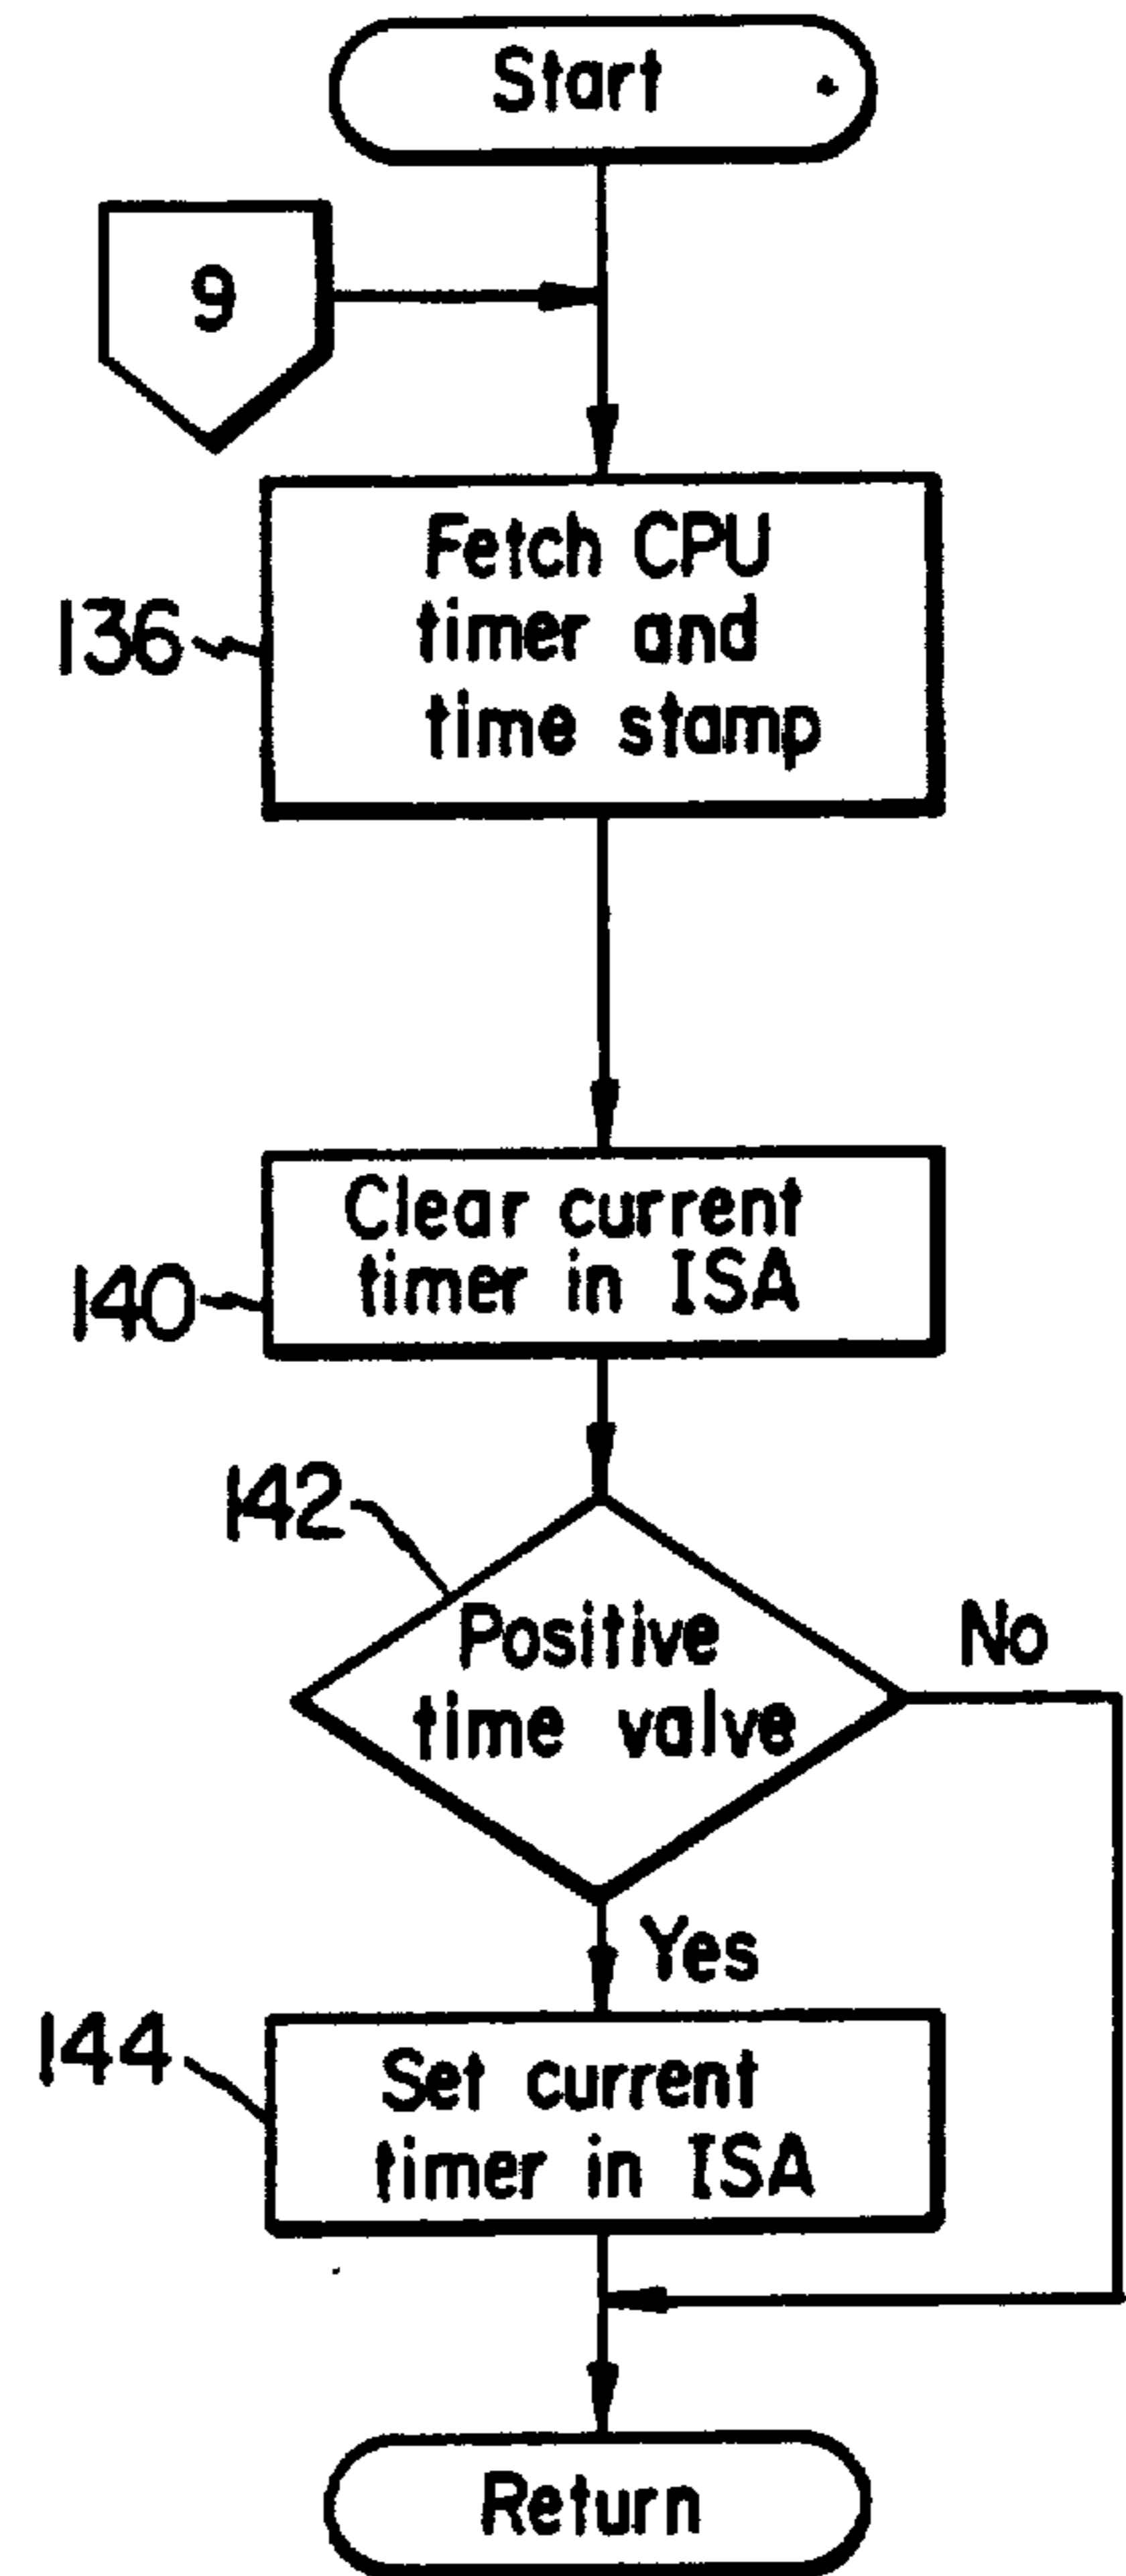 Start
9
Fetch CPU
timer and
time stamp
136
Clear current
timer in ISA
140
142
Positive
time valve
No
Yes
144
Set current
timer in ISA
Return